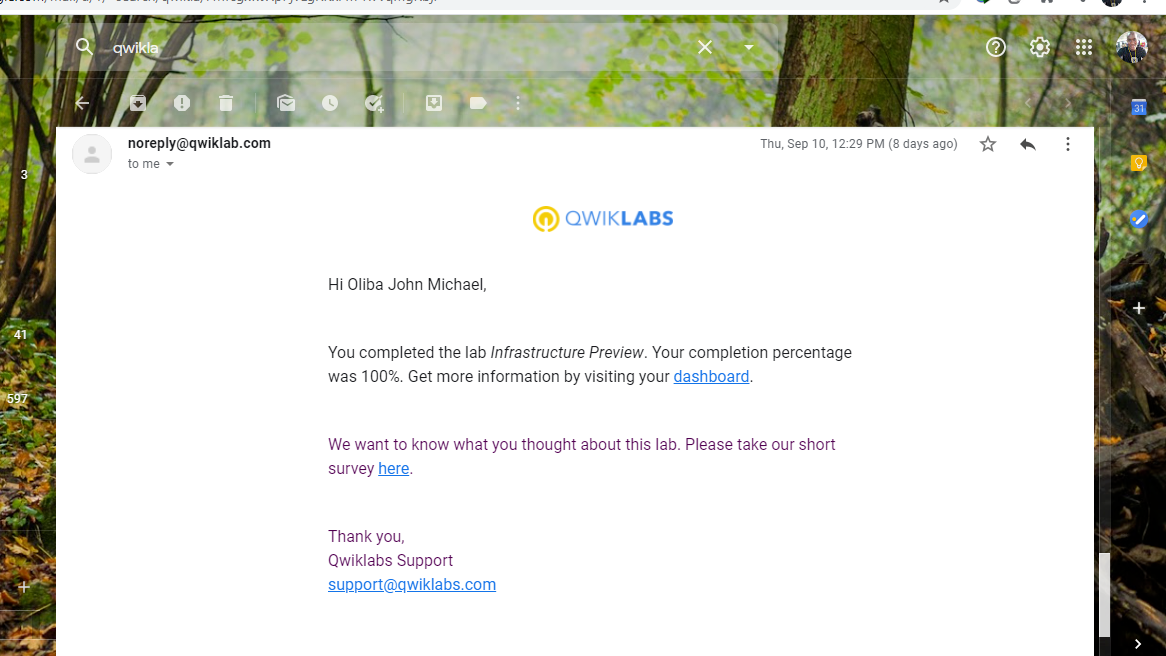 qwikla
noreply@qwiklab.com
Thu, Sep 10, 12:29 PM (8 days ago)
to me
31
3
QWIKLABS
Hi Oliba John Michael,
You completed the lab Infrastructure Preview. Your completion percentage
was 100%. Get more information by visiting your dashboard.
41
597
We want to know what you thought about this lab. Please take our short
survey here.
Thank you,
Qwiklabs Support
support@qwiklabs.com